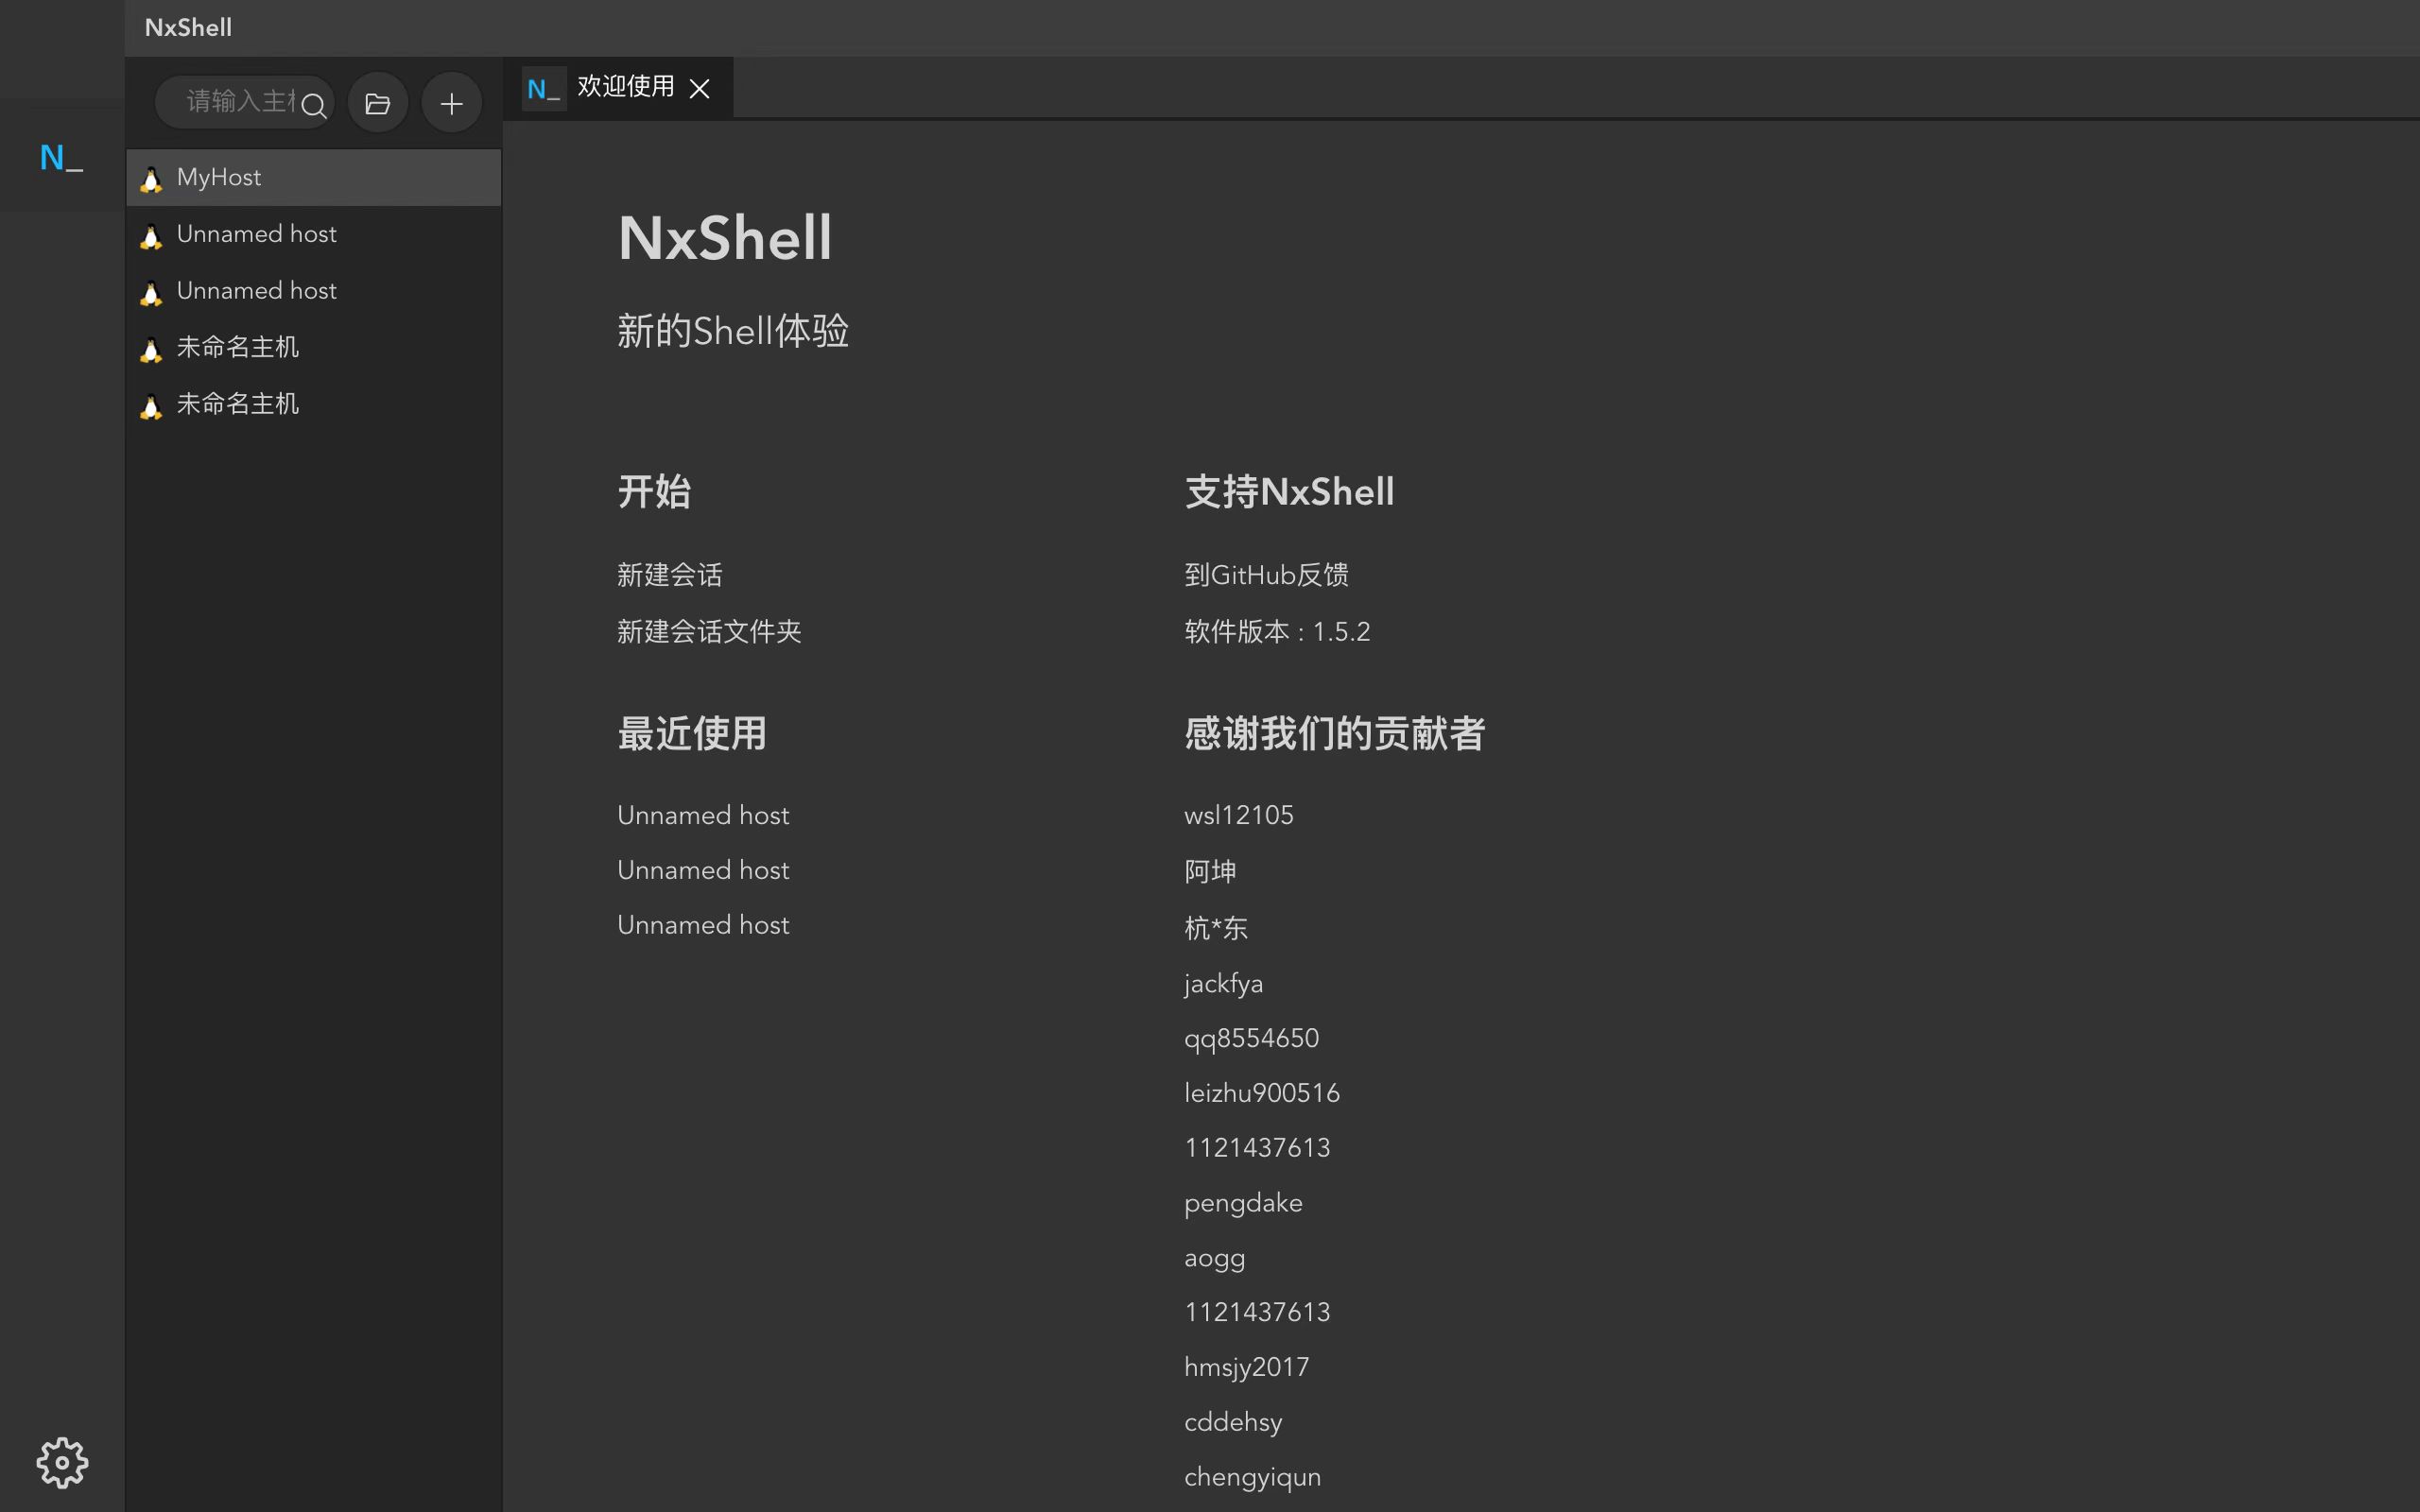 NxShell
请输入主
N_ 欢迎使用
N_
MyHost
Unnamed host
Unnamed host
未命名主机
未命名主机
NxShell
新的Shell体验
开始
新建会话
新建会话文件夹
最近使用
Unnamed host
Unnamed host
Unnamed host
支持NxShell
到GitHub反馈
软件版本 : 1.5.2
感谢我们的贡献者
wsl12105
阿坤
杭*东
jackfya
qq8554650
leizhu900516
1121437613
pengdake
aogg
1121437613
hmsjy2017
cddehsy
chengyiqun